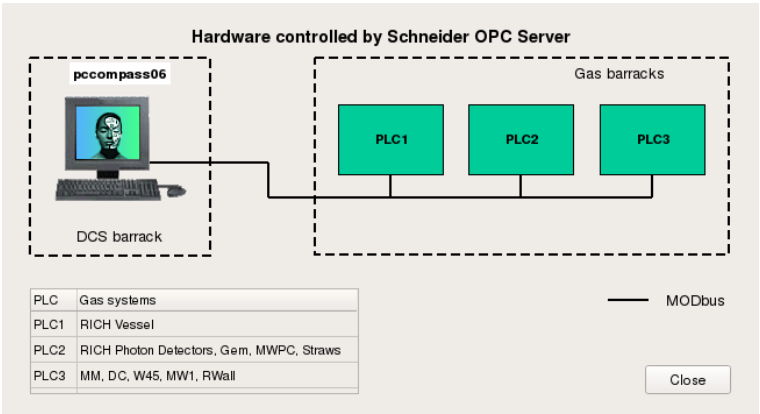 Hardware controlled by Schneider OPC Server
pccompass06
Gas barracks
PLC1 PLC2 PLC3
DCS barrack
PLC Gas systems
PLC1 RICH Vessel
PLC2 RICH Photon Detectors, Gem, MWPC, Straws
PLC3 MM, DC, W45, MW1, RWall
MODbus
Close